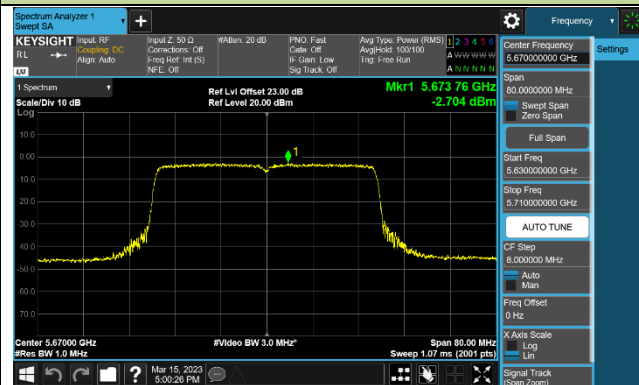 Spectrum Analyzer 1
Swept SA
Frequency
KEYSIGHT
RL
LXI
Input: RF
Coupling: DC
Align: Auto
Input Z: 50 Ω
Corrections: Off
Freq Ref: Int (S)
NFE: Off
#Atten: 20 dB
PNO: Fast
Gate: Off
IF Gain: Low
Sig Track: Off
Avg Type: Power (RMS)
Avg|Hold: 100/100
Trig: Free Run
1 2 3 4 5 6
A W W W W W
A N N N N N
1 Spectrum
Scale/Div 10 dB
Log
Ref Lvl Offset 23.00 dB
Ref Level 20.00 dBm
Mkr1 5.673 76 GHz
-2.704 dBm
1
10.0
0.00
-10.0
-20.0
-30.0
-40.0
-50.0
-60.0
-70.0
Center 5.67000 GHz
#Res BW 1.0 MHz
#Video BW 3.0 MHz*
Span 80.00 MHz
Sweep 1.07 ms (2001 pts)
Mar 15, 2023
5:00:26 PM
Center Frequency
5.670000000 GHz
Settings
Span
80.0000000 MHz
Swept Span
Zero Span
Full Span
Start Freq
5.630000000 GHz
Stop Freq
5.710000000 GHz
AUTO TUNE
CF Step
8.000000 MHz
Auto
Man
Freq Offset
0 Hz
X Axis Scale
Log
Lin
Signal Track
(Span Zoom)